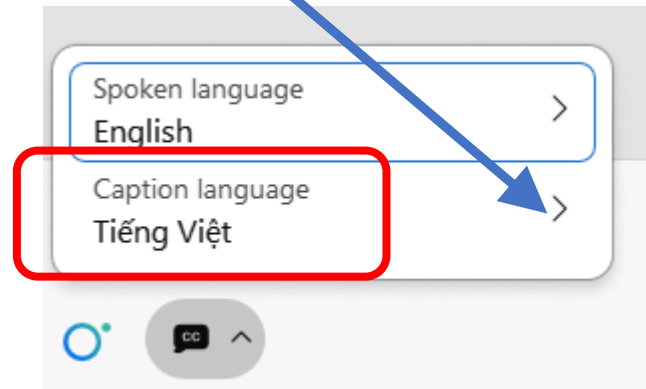 Spoken language
English
Caption language
Tiếng Việt
CC